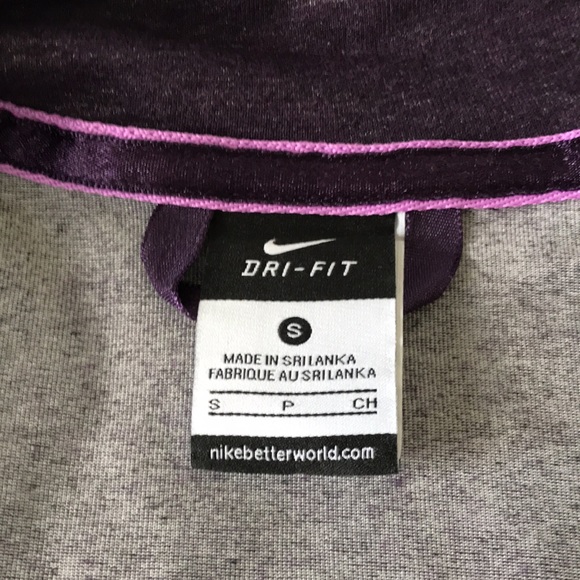 DRI-FIT
S
MADE IN SRI LANKA
FABRIQUE AU SRI LANKA
S P CH
nikebetterworld.com